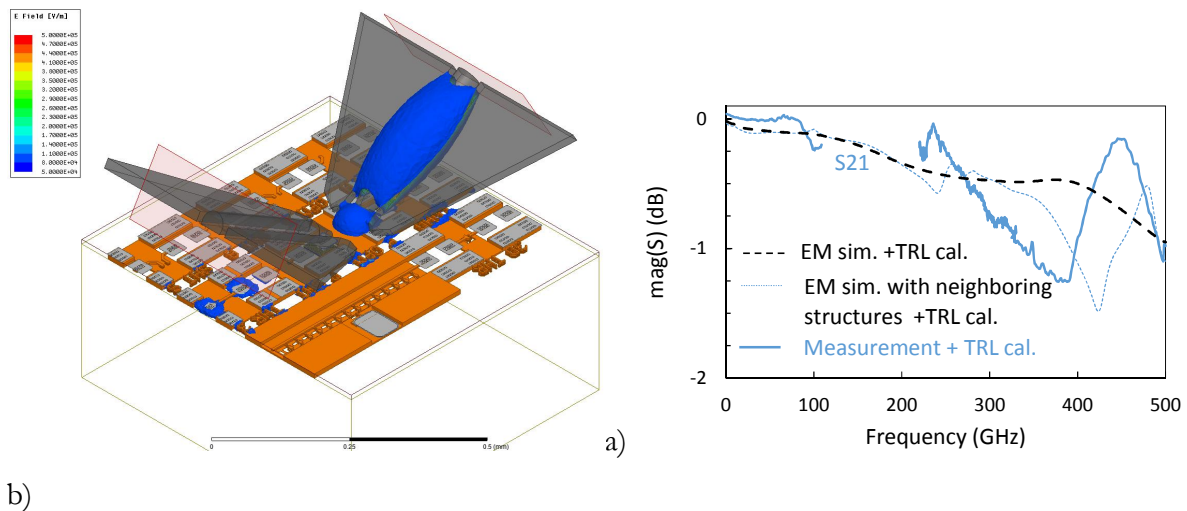 E Field [V/m]
5.0000E+05
4.7000E+05
4.4000E+05
4.1000E+05
3.8000E+05
3.5000E+05
3.2000E+05
2.9000E+05
2.6000E+05
2.3000E+05
2.0000E+05
1.7000E+05
1.4000E+05
1.1000E+05
8.0000E+04
5.0000E+04
0
0.25
0.5 (mm)
a)
0
-1
-2
mag(S) (dB)
S21
EM sim. +TRL cal.
EM sim. with neighboring
structures +TRL cal.
Measurement + TRL cal.
0 100 200 300 400 500
Frequency (GHz)
b)